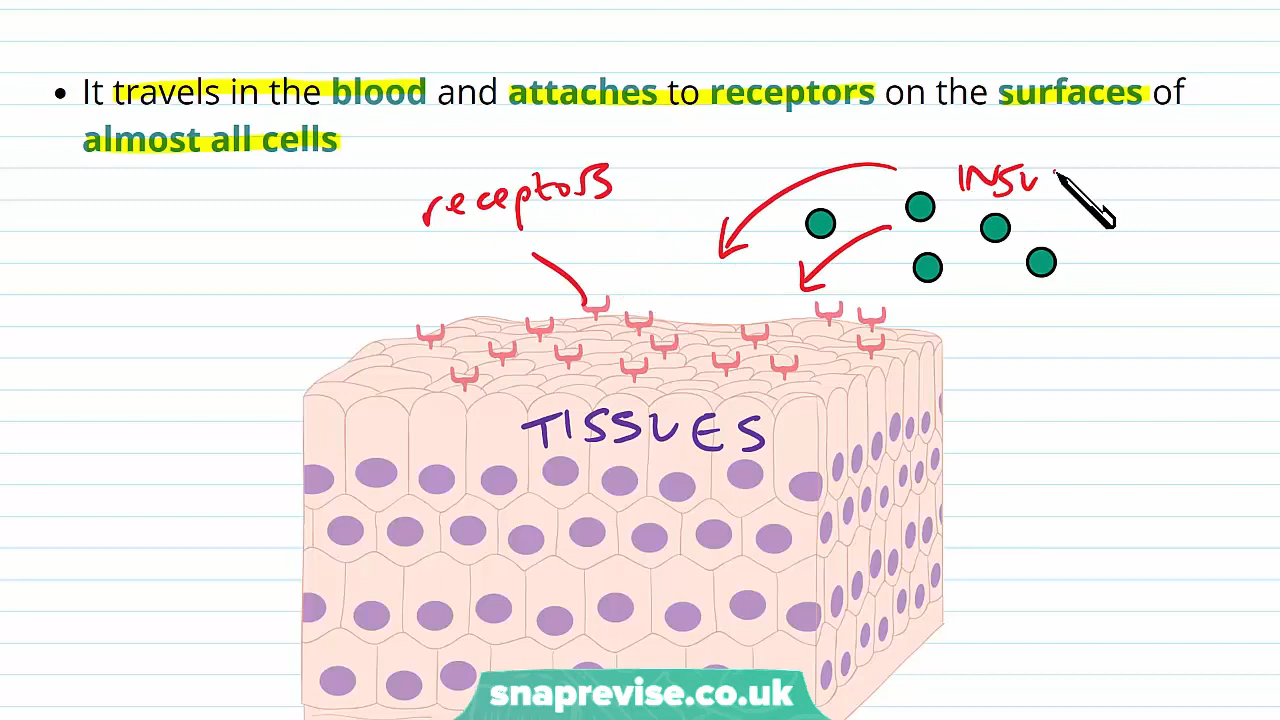 • It travels in the blood and attaches to receptors on the surfaces of
almost all cells
receptors
INSU
TISSUES
snaprevise.co.uk